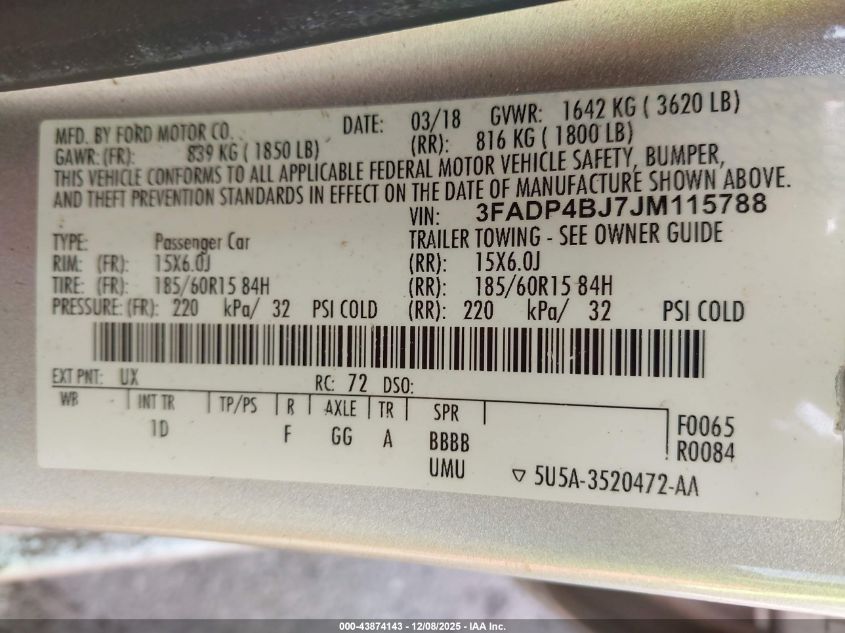 MFD. BY FORD MOTOR CO. DATE: 03/18 GVWR: 1642 KG ( 3620 LB)
GAWR: (FR): 839 KG ( 1850 LB) (RR): 816 KG ( 1800 LB)
THIS VEHICLE CONFORMS TO ALL APPLICABLE FEDERAL MOTOR VEHICLE SAFETY, BUMPER,
AND THEFT PREVENTION STANDARDS IN EFFECT ON THE DATE OF MANUFACTURE SHOWN ABOVE.
VIN: 3FADP4BJ7JM115788
TYPE: Passenger Car TRAILER TOWING - SEE OWNER GUIDE
RIM: (FR): 15X6.0J (RR): 15X6.0J
TIRE: (FR): 185/60R15 84H (RR): 185/60R15 84H
PRESSURE: (FR): 220 kPa/ 32 PSI COLD (RR): 220 kPa/ 32 PSI COLD
EXT PNT: UX RC: 72 DSO:
WB INT TR TP/PS R AXLE TR SPR F0065
1D F GG A BBBB R0084
UMU 5U5A-3520472-AA
000-43874143 - 12/08/2025 - IAA Inc.